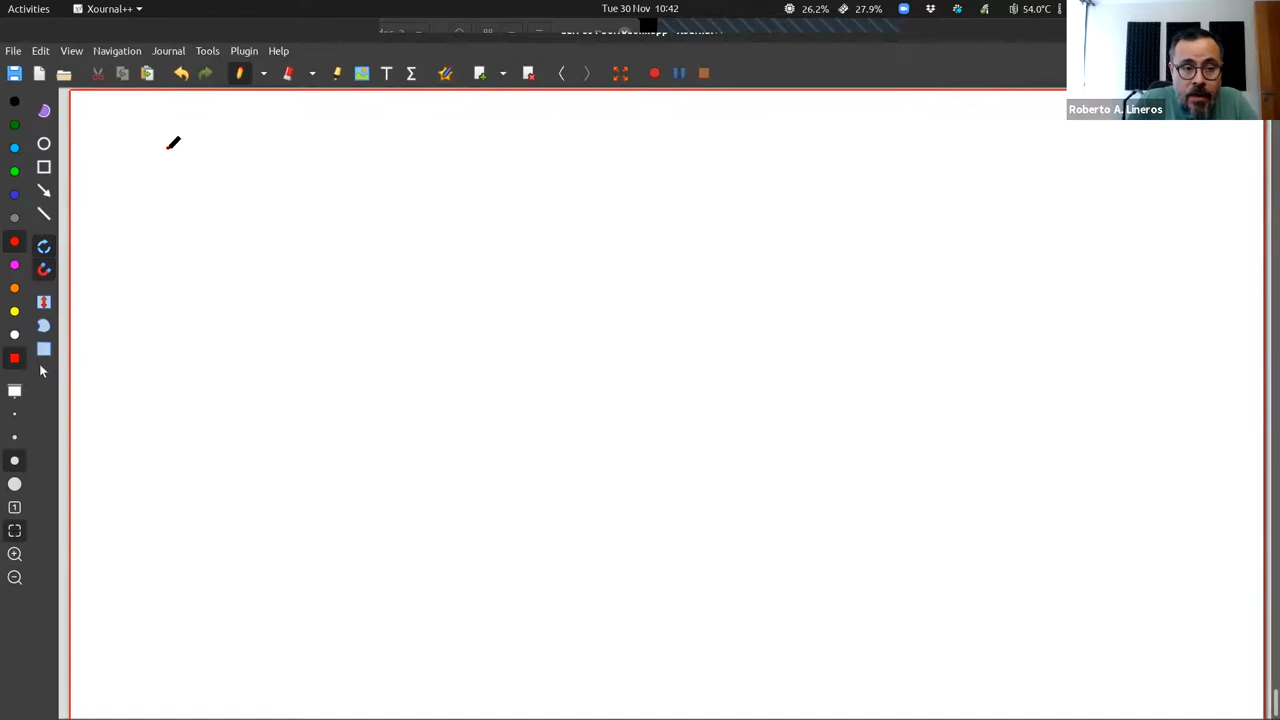 Activities Xournal++ Tue 30 Nov 10:42 26.2% 27.9% 54.0°C
File Edit View Navigation Journal Tools Plugin Help
Roberto A. Lineros
1